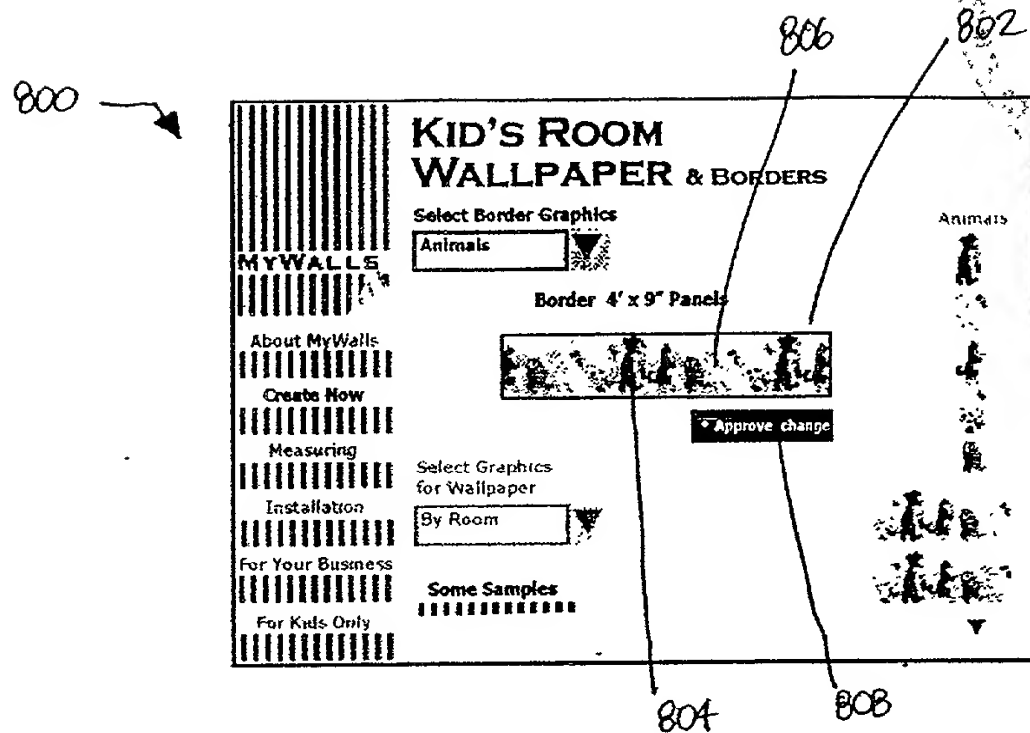 806
802
800
KID'S ROOM
WALLPAPER & BORDERS
Select Border Graphics
Animals
Animals
MYWALLS
Border 4' x 9" Panels
About MyWalls
Create Now
Approve change
Measuring
Select Graphics
for Wallpaper
Installation
By Room
For Your Business
Some Samples
For Kids Only
804
808